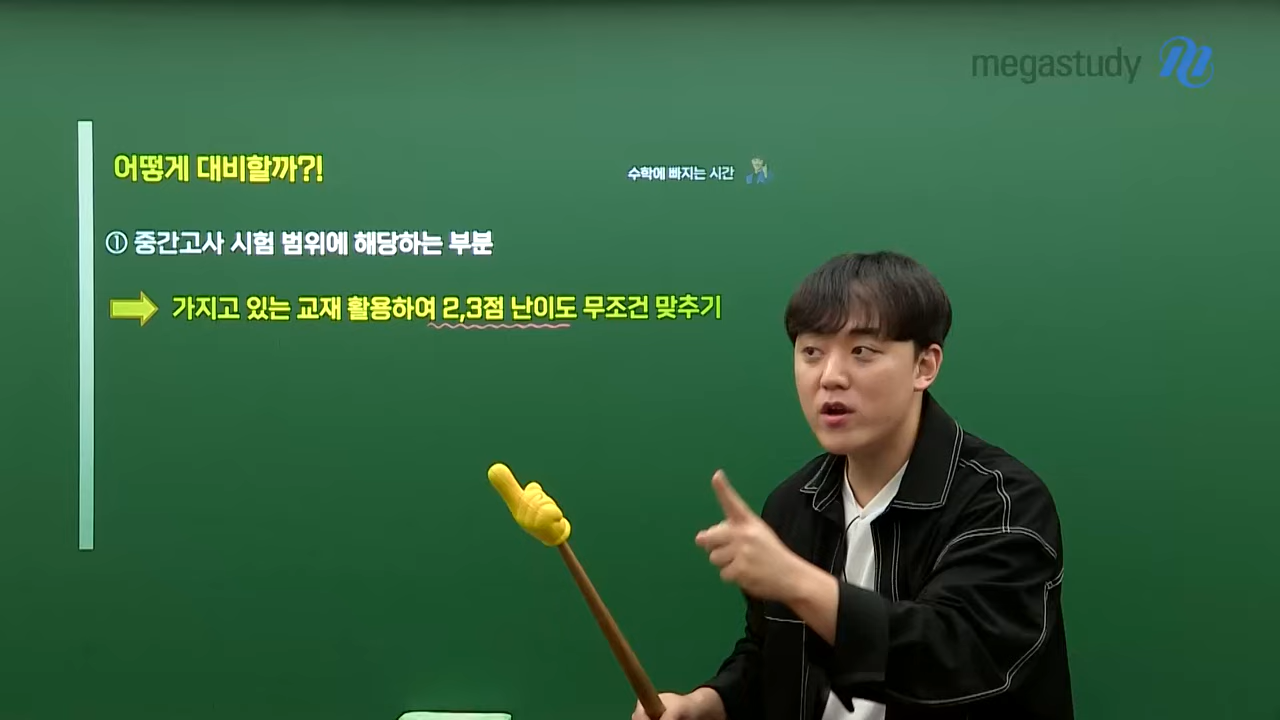 megastudy
어떻게 대비할까?!
수학에 빠지는 시간
① 중간고사 시험 범위에 해당하는 부분
가지고 있는 교재 활용하여 2,3점 난이도 무조건 맞추기